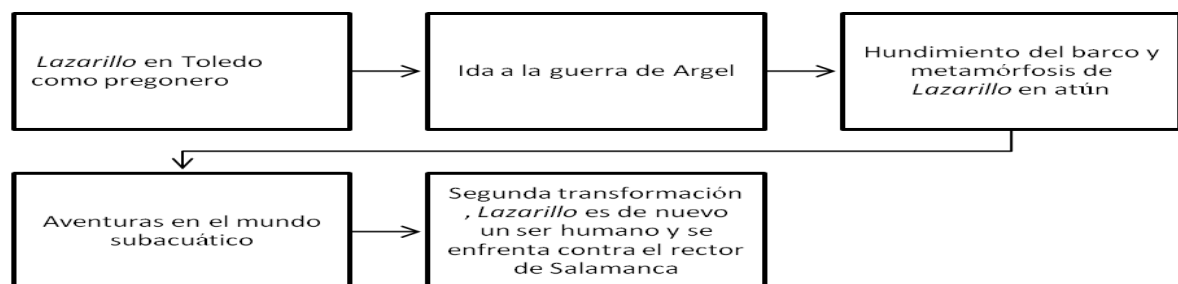 Lazarillo en Toledo
como pregonero
Ida a la guerra de Argel
Hundimiento del barco y
metamórfosis de
Lazarillo en atún
Aventuras en el mundo
subacuático
Segunda transformación
, Lazarillo es de nuevo
un ser humano y se
enfrenta contra el rector
de Salamanca